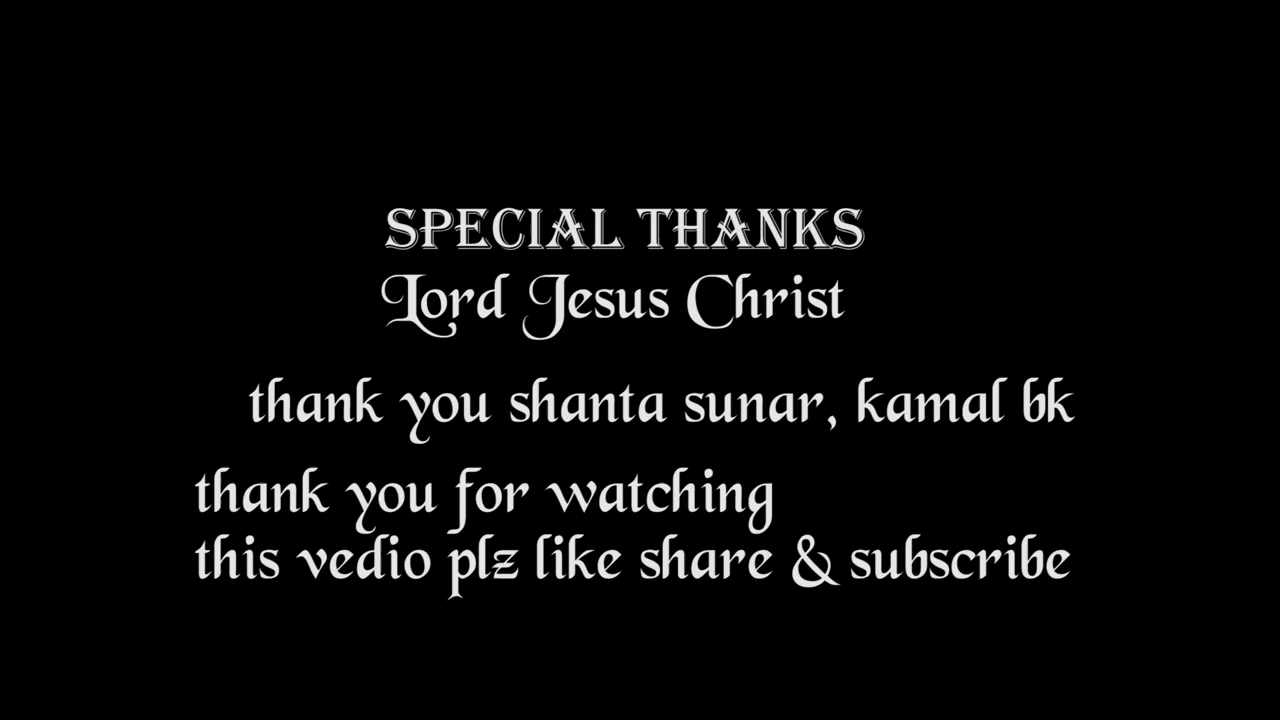 SPECIAL THANKS
Lord Jesus Christ
thank you shanta sunar, kamal bk
thank you for watching
this vedio plz like share & subscribe